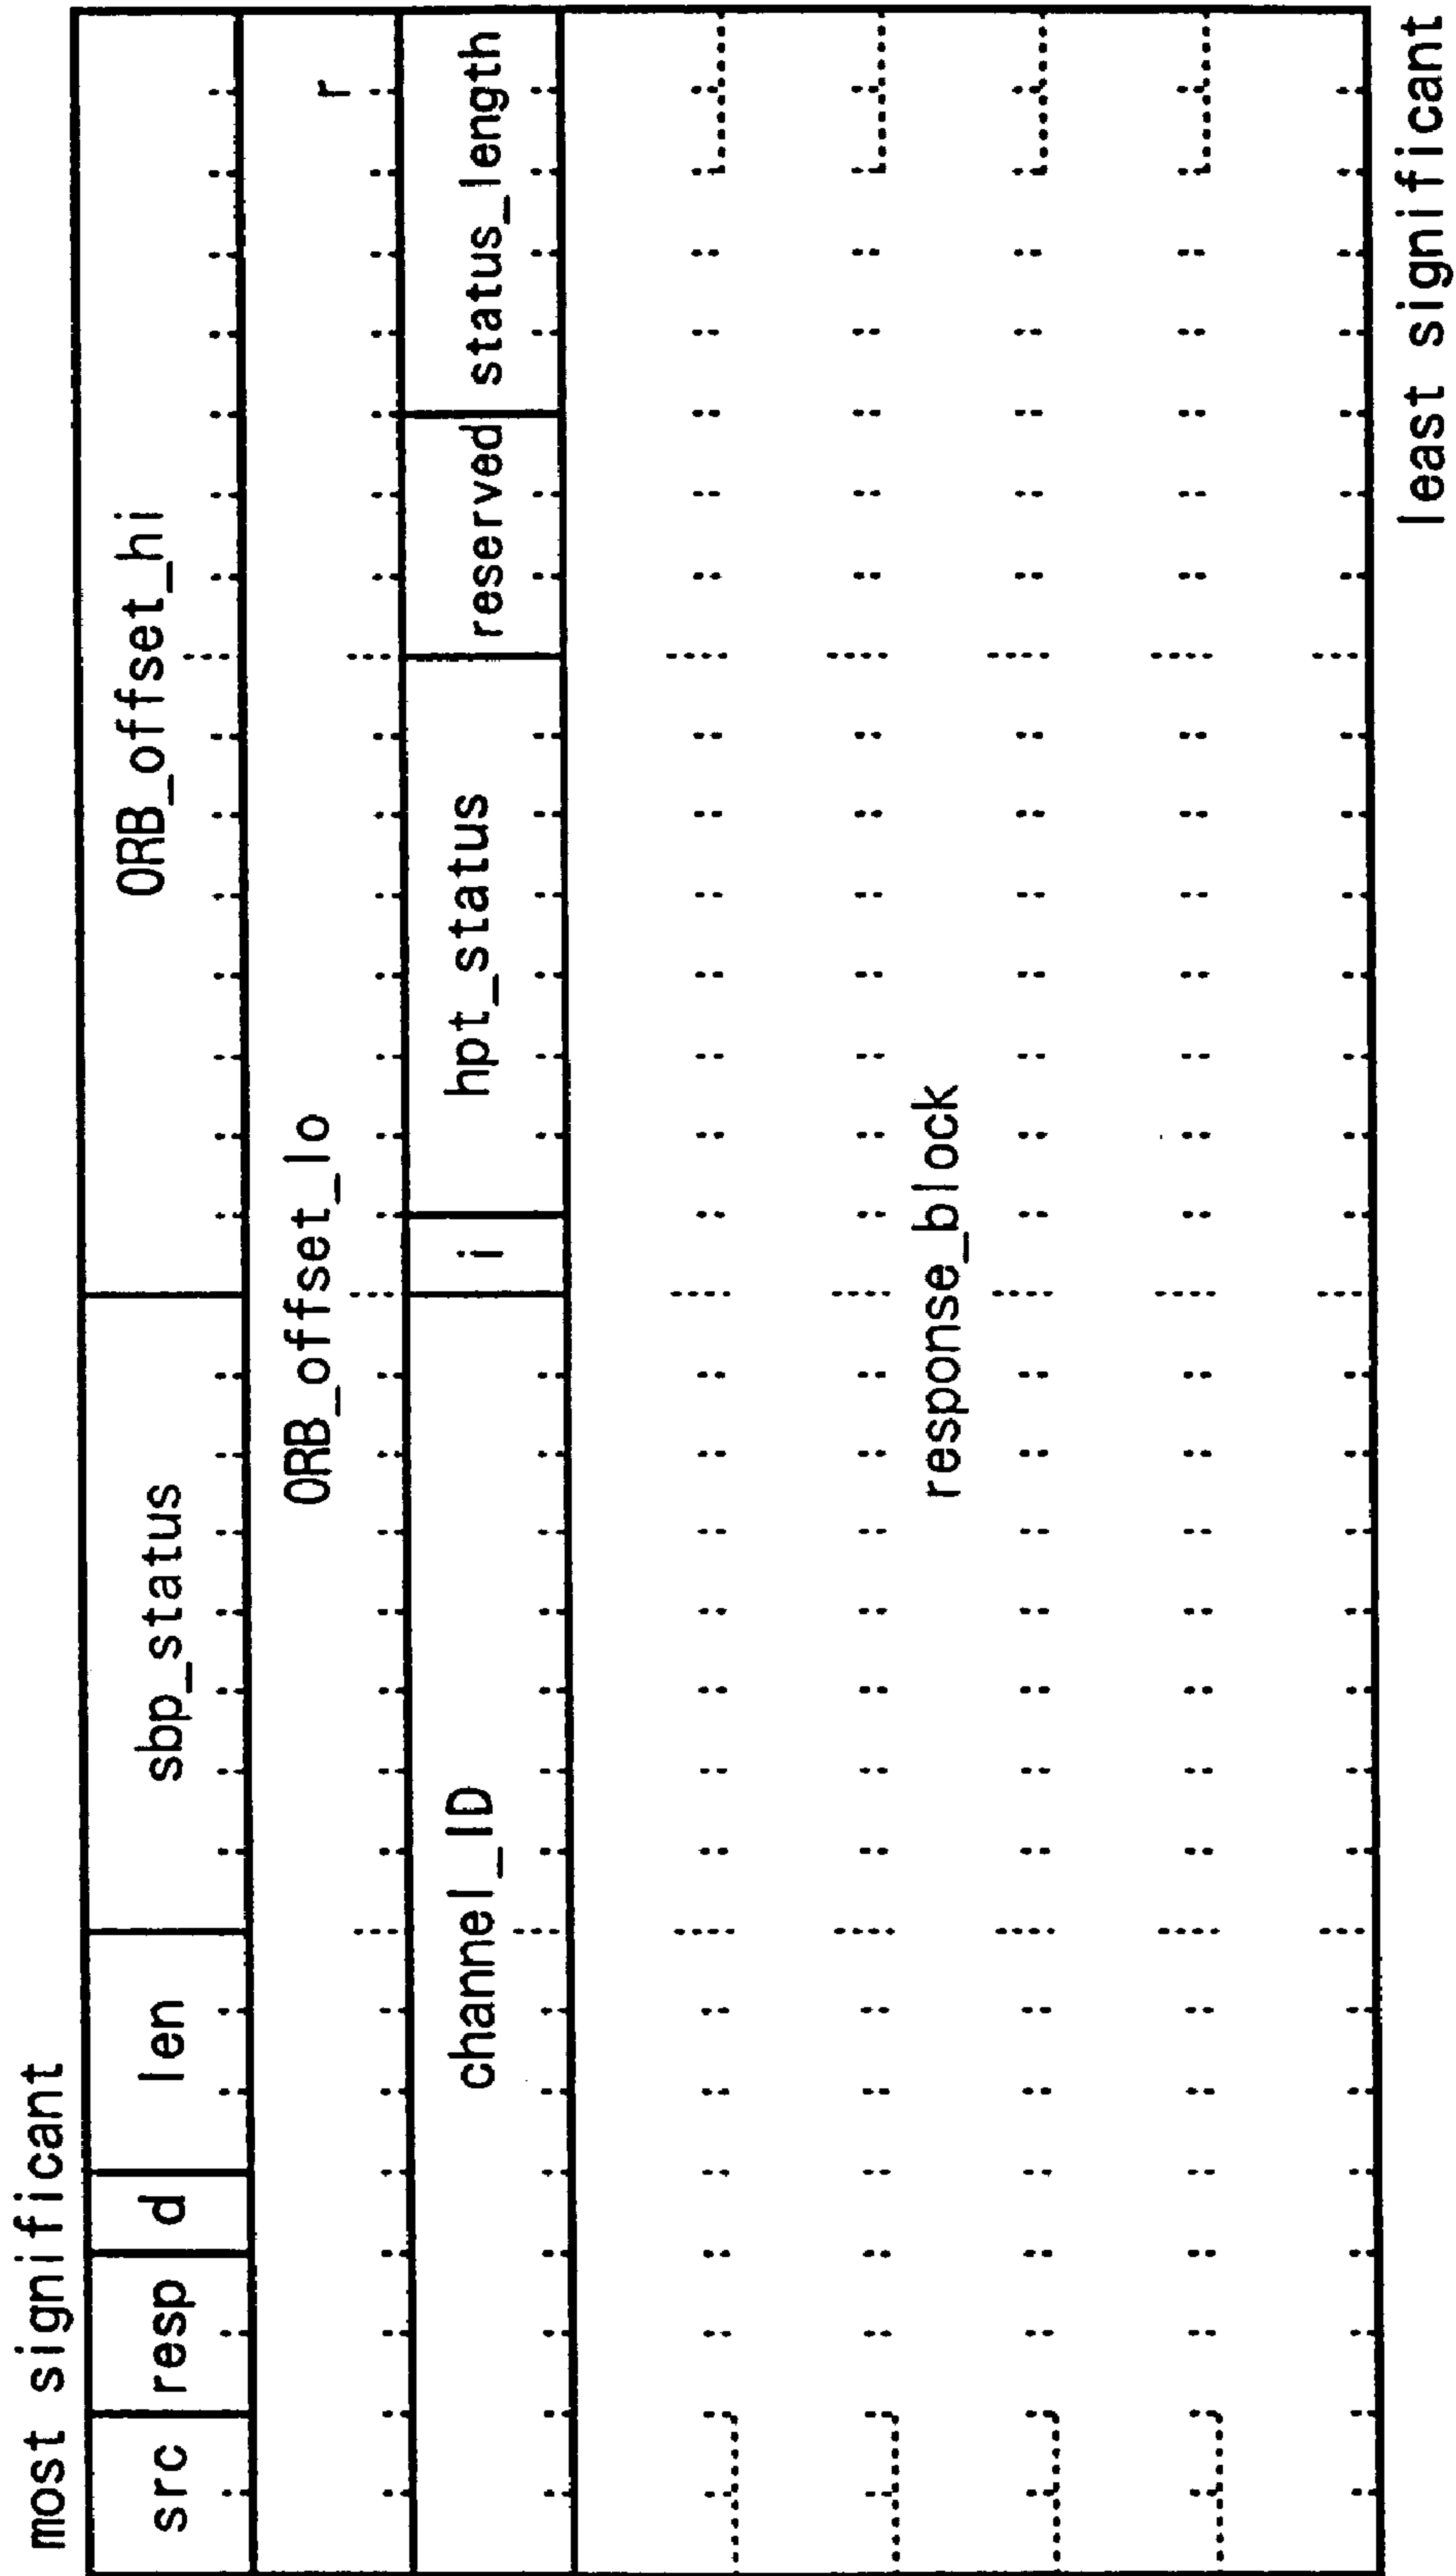 most significant
src resp d len sbp_status ORB_offset_hi
ORB_offset_lo r
channel_ID i hpt_status reserved status_length
response_block
least significant